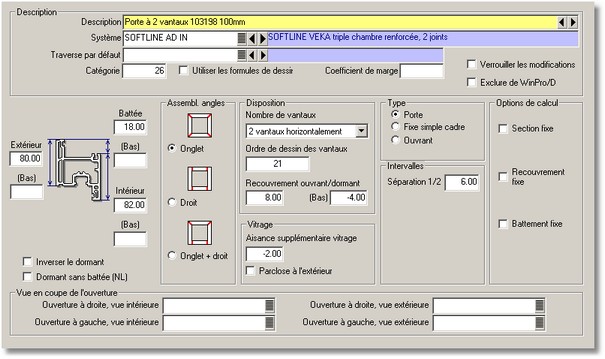 Description
Description Porte à 2 vantaux 103198 100mm
Système SOFTLINE AD IN SOFTLINE VEKA triple chambre renforcée, 2 joints
Traverse par défaut
Catégorie 26 Utiliser les formules de dessir Coefficient de marge
Verrouiller les modifications
Exclure de WinPro/D
Battée
18.00
(Bas)
Extérieur
80.00
(Bas)
Intérieur
82.00
(Bas)
Inverser le dormant
Dormant sans battée (NL)
Assembl. angles
Onglet
Droit
Onglet + droit
Disposition
Nombre de vantaux
2 vantaux horizontalement
Ordre de dessin des vantaux
21
Recouvrement ouvrant/dormant
8.00 (Bas) -4.00
Vitrage
Aisance supplémentaire vitrage
-2.00
Parclose à l'extérieur
Type
Porte
Fixe simple cadre
Ouvrant
Intervalles
Séparation 1/2 6.00
Options de calcul
Section fixe
Recouvrement fixe
Battement fixe
Vue en coupe de l'ouverture
Ouverture à droite, vue intérieure
Ouverture à droite, vue extérieure
Ouverture à gauche, vue intérieure
Ouverture à gauche, vue extérieure